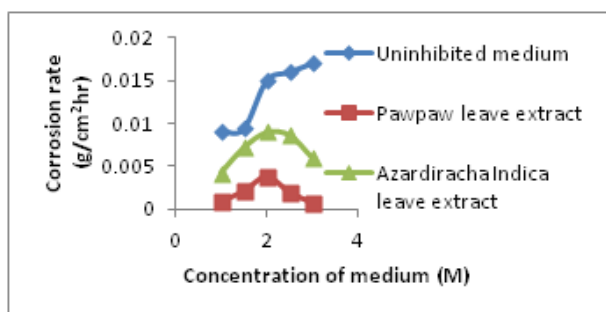 0.02
0.015
0.01
0.005
0
Corrosion rate
(g/cm²hr)
0
2
4
Concentration of medium (M)
Uninhibited medium
Pawpaw leave extract
Azardiracha Indica
leave extract